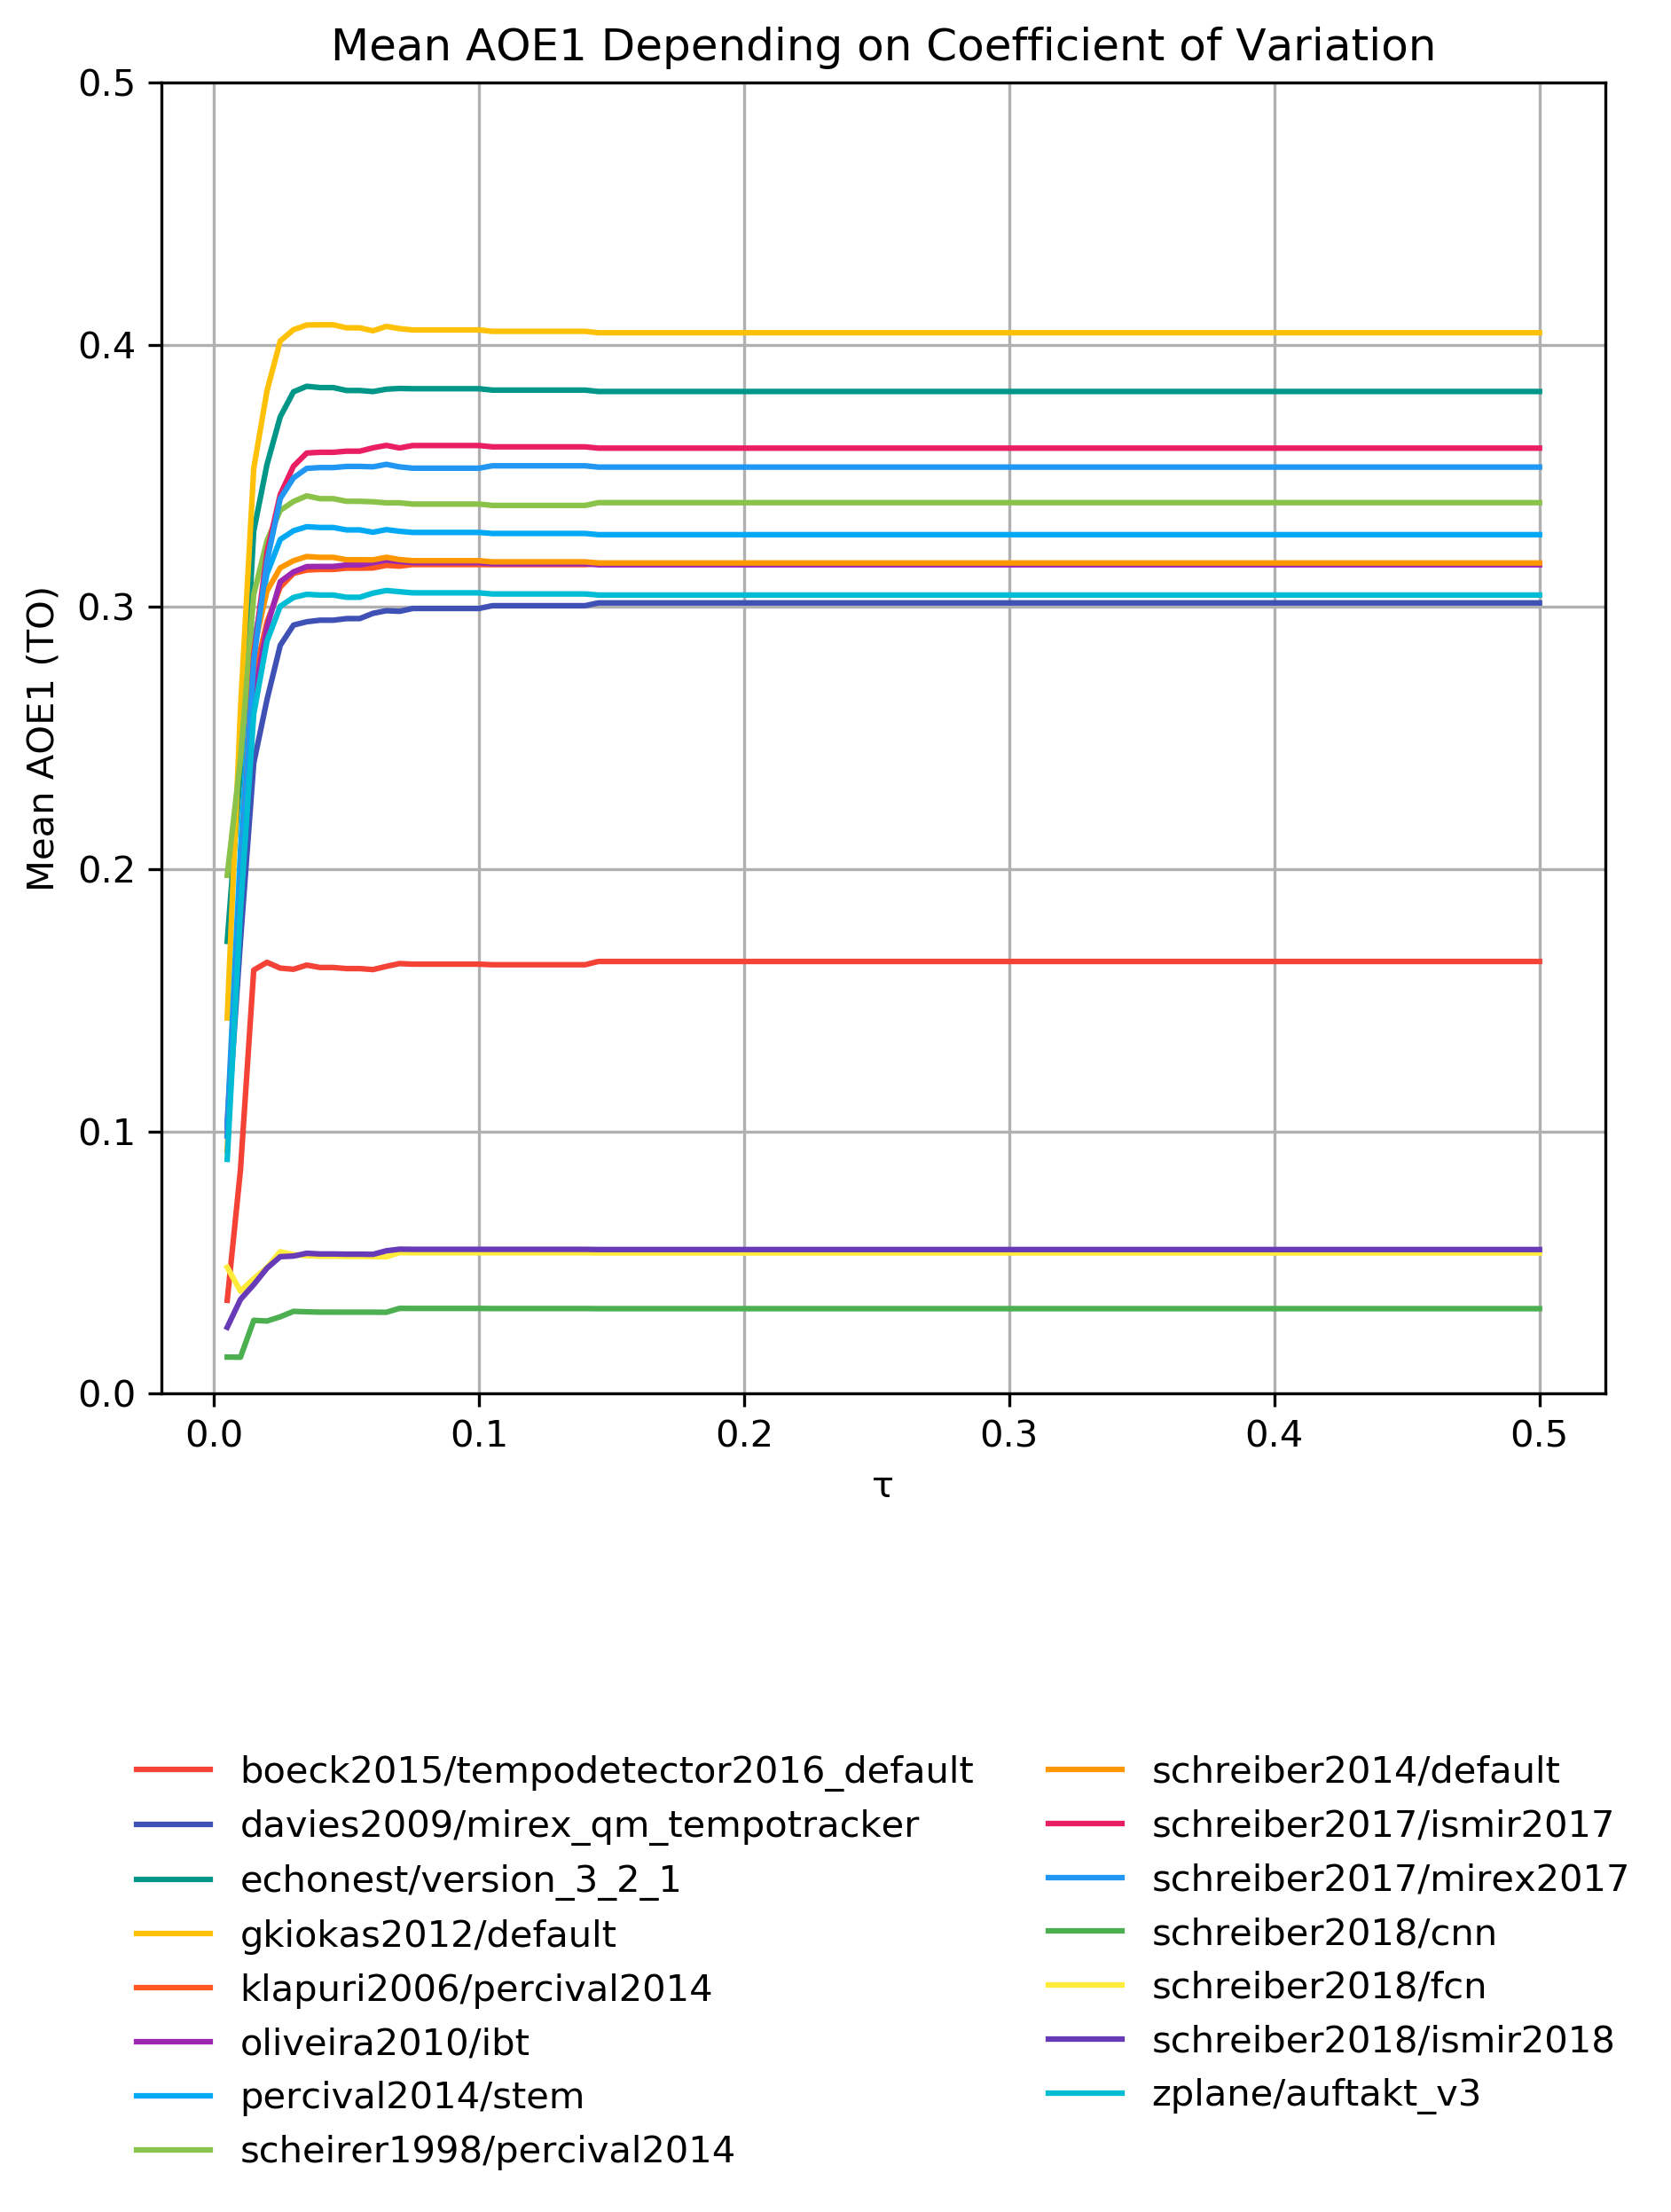 Mean AOE1 Depending on Coefficient of Variation
0.5
0.4
0.3
0.2
0.1
0.0
Mean AOE1 (TO)
0.0 0.1 0.2 0.3 0.4 0.5
τ
boeck2015/tempodetector2016_default
davies2009/mirex_qm_tempotracker
echonest/version_3_2_1
gkiokas2012/default
klapuri2006/percival2014
oliveira2010/ibt
percival2014/stem
scheirer1998/percival2014
schreiber2014/default
schreiber2017/ismir2017
schreiber2017/mirex2017
schreiber2018/cnn
schreiber2018/fcn
schreiber2018/ismir2018
zplane/auftakt_v3